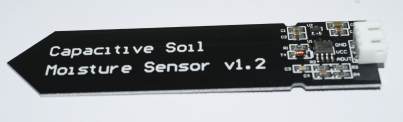 Capacitive Soil
Moisture Sensor v1.2
GND
VCC
AOUT